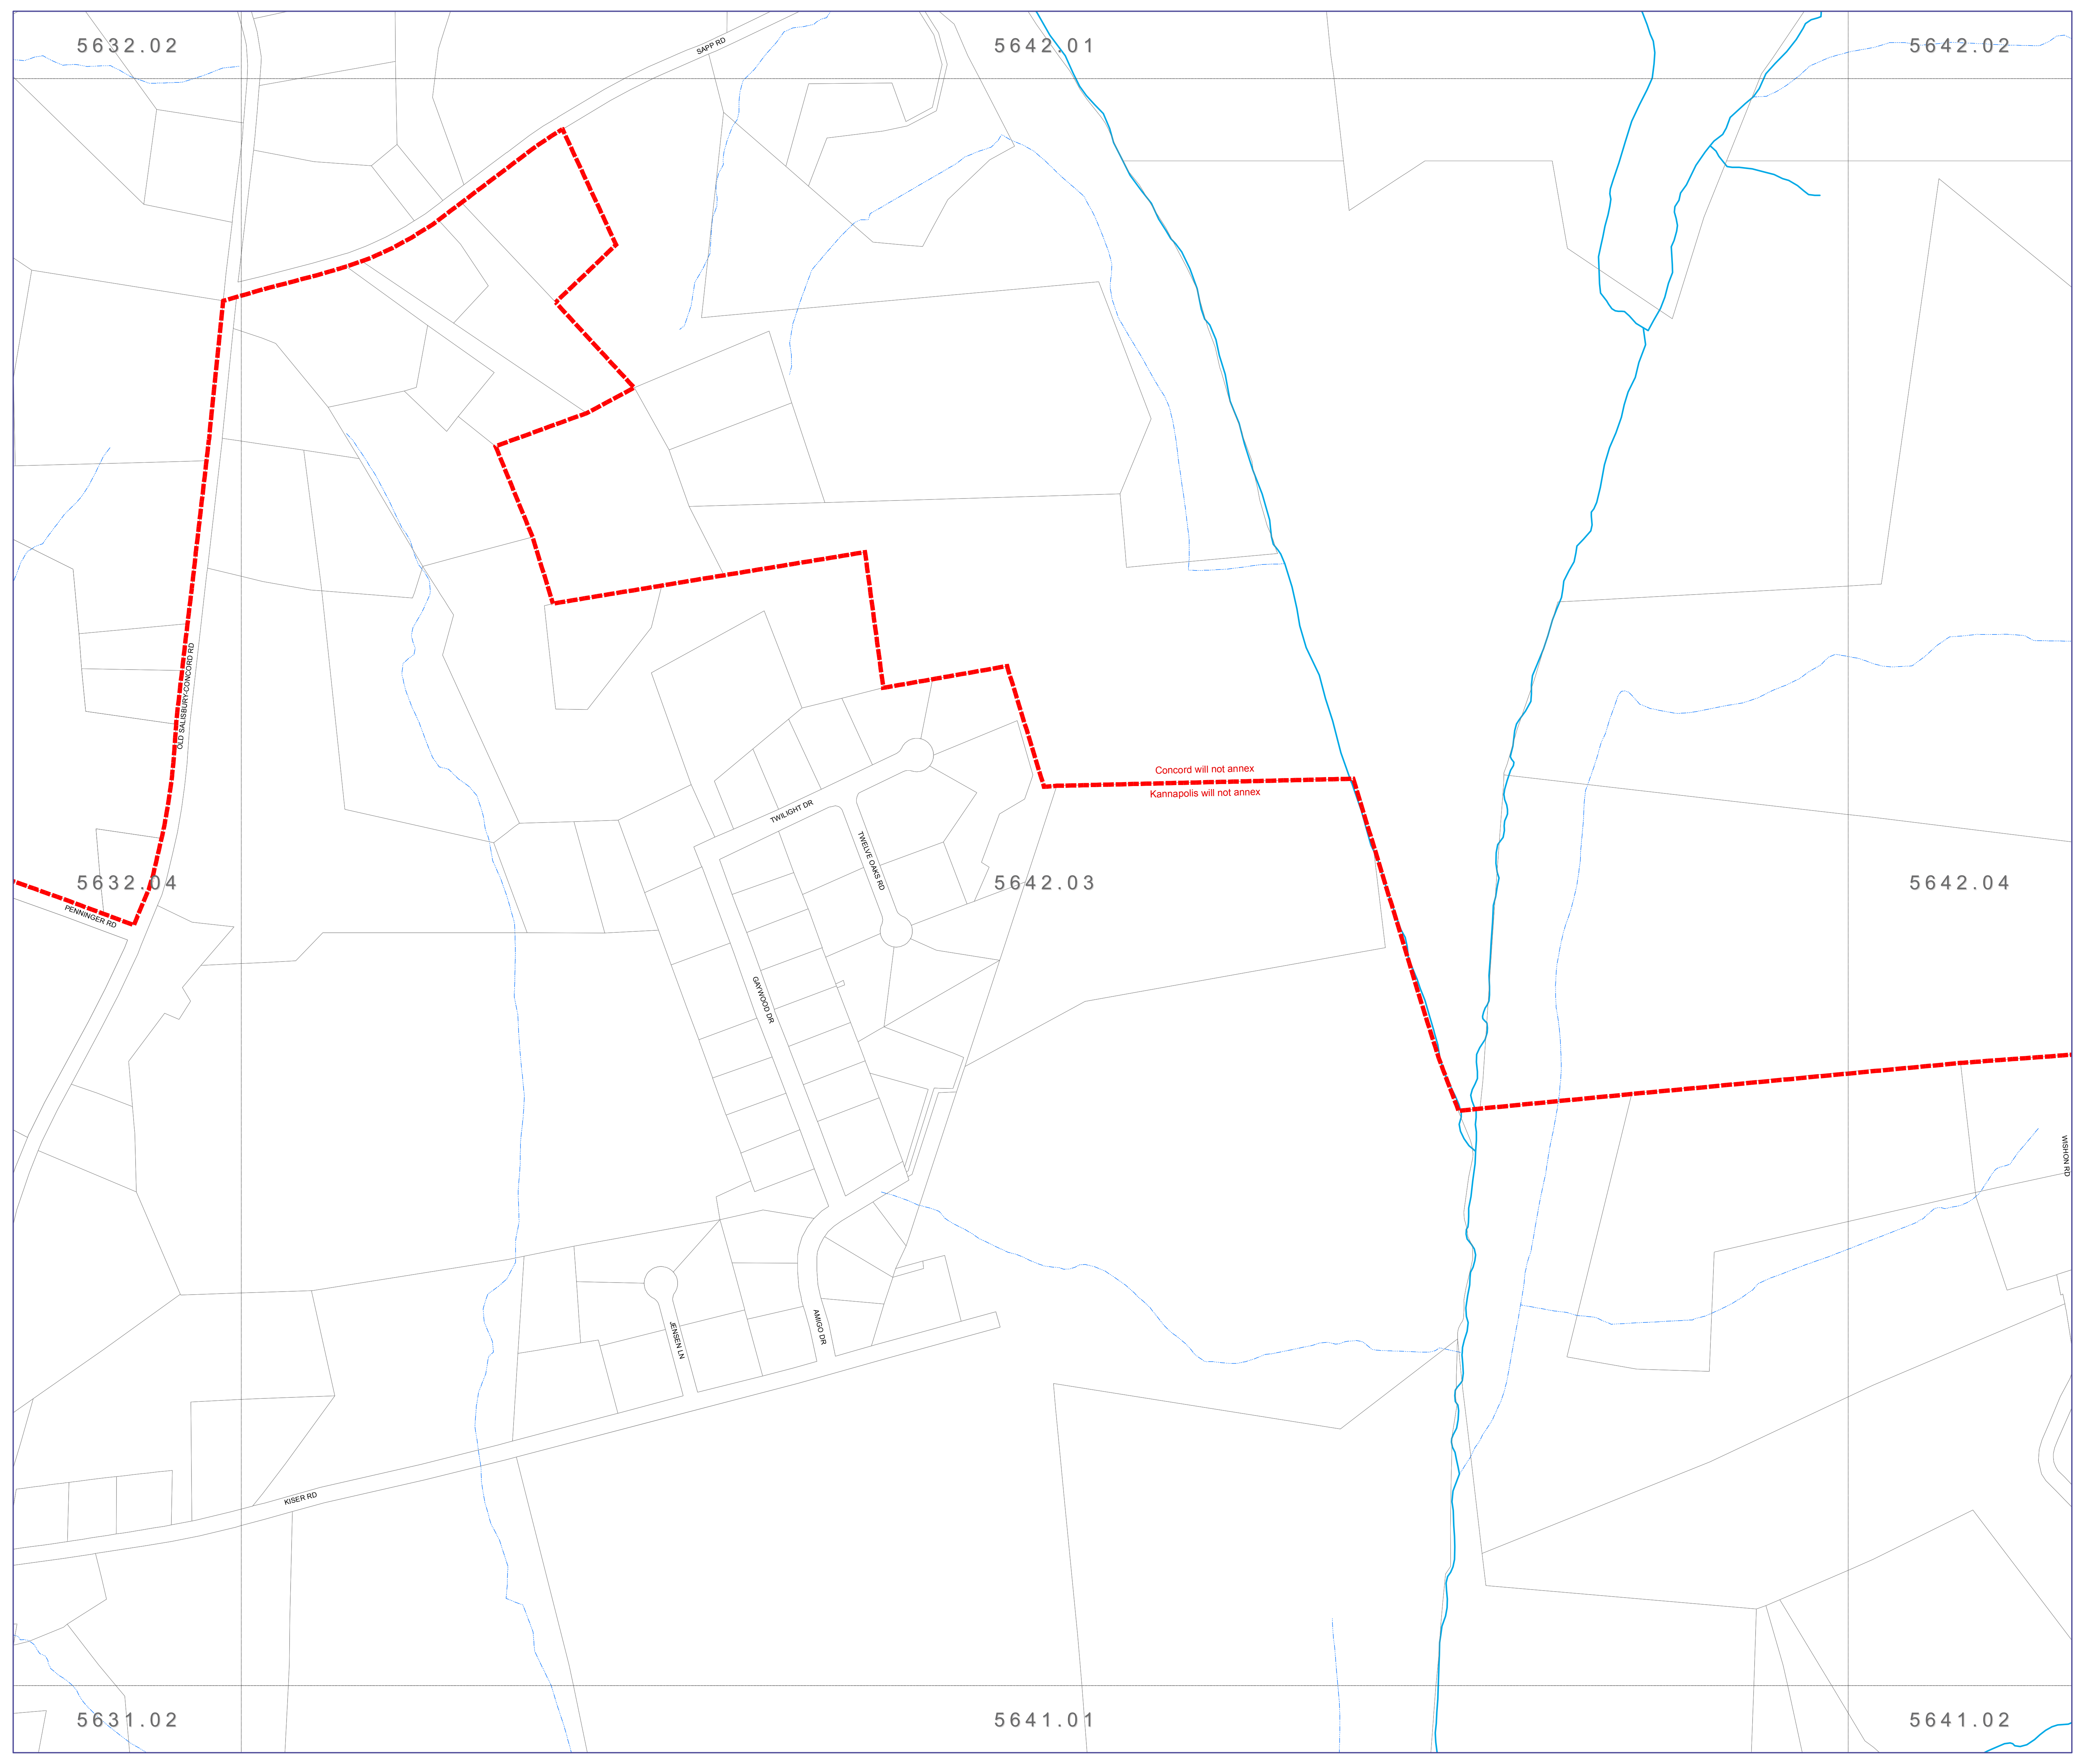 5632.02
5642.01
5642.02
SAPP RD
OLD SALISBURY-CONCORD RD
Concord will not annex
Kannapolis will not annex
TWILIGHT DR
TWELVE OAKS RD
5632.04
5642.03
5642.04
PENNINGER RD
GAYWOOD DR
WISHON RD
JENSEN LN
AMIGO DR
KISER RD
5631.02
5641.01
5641.02